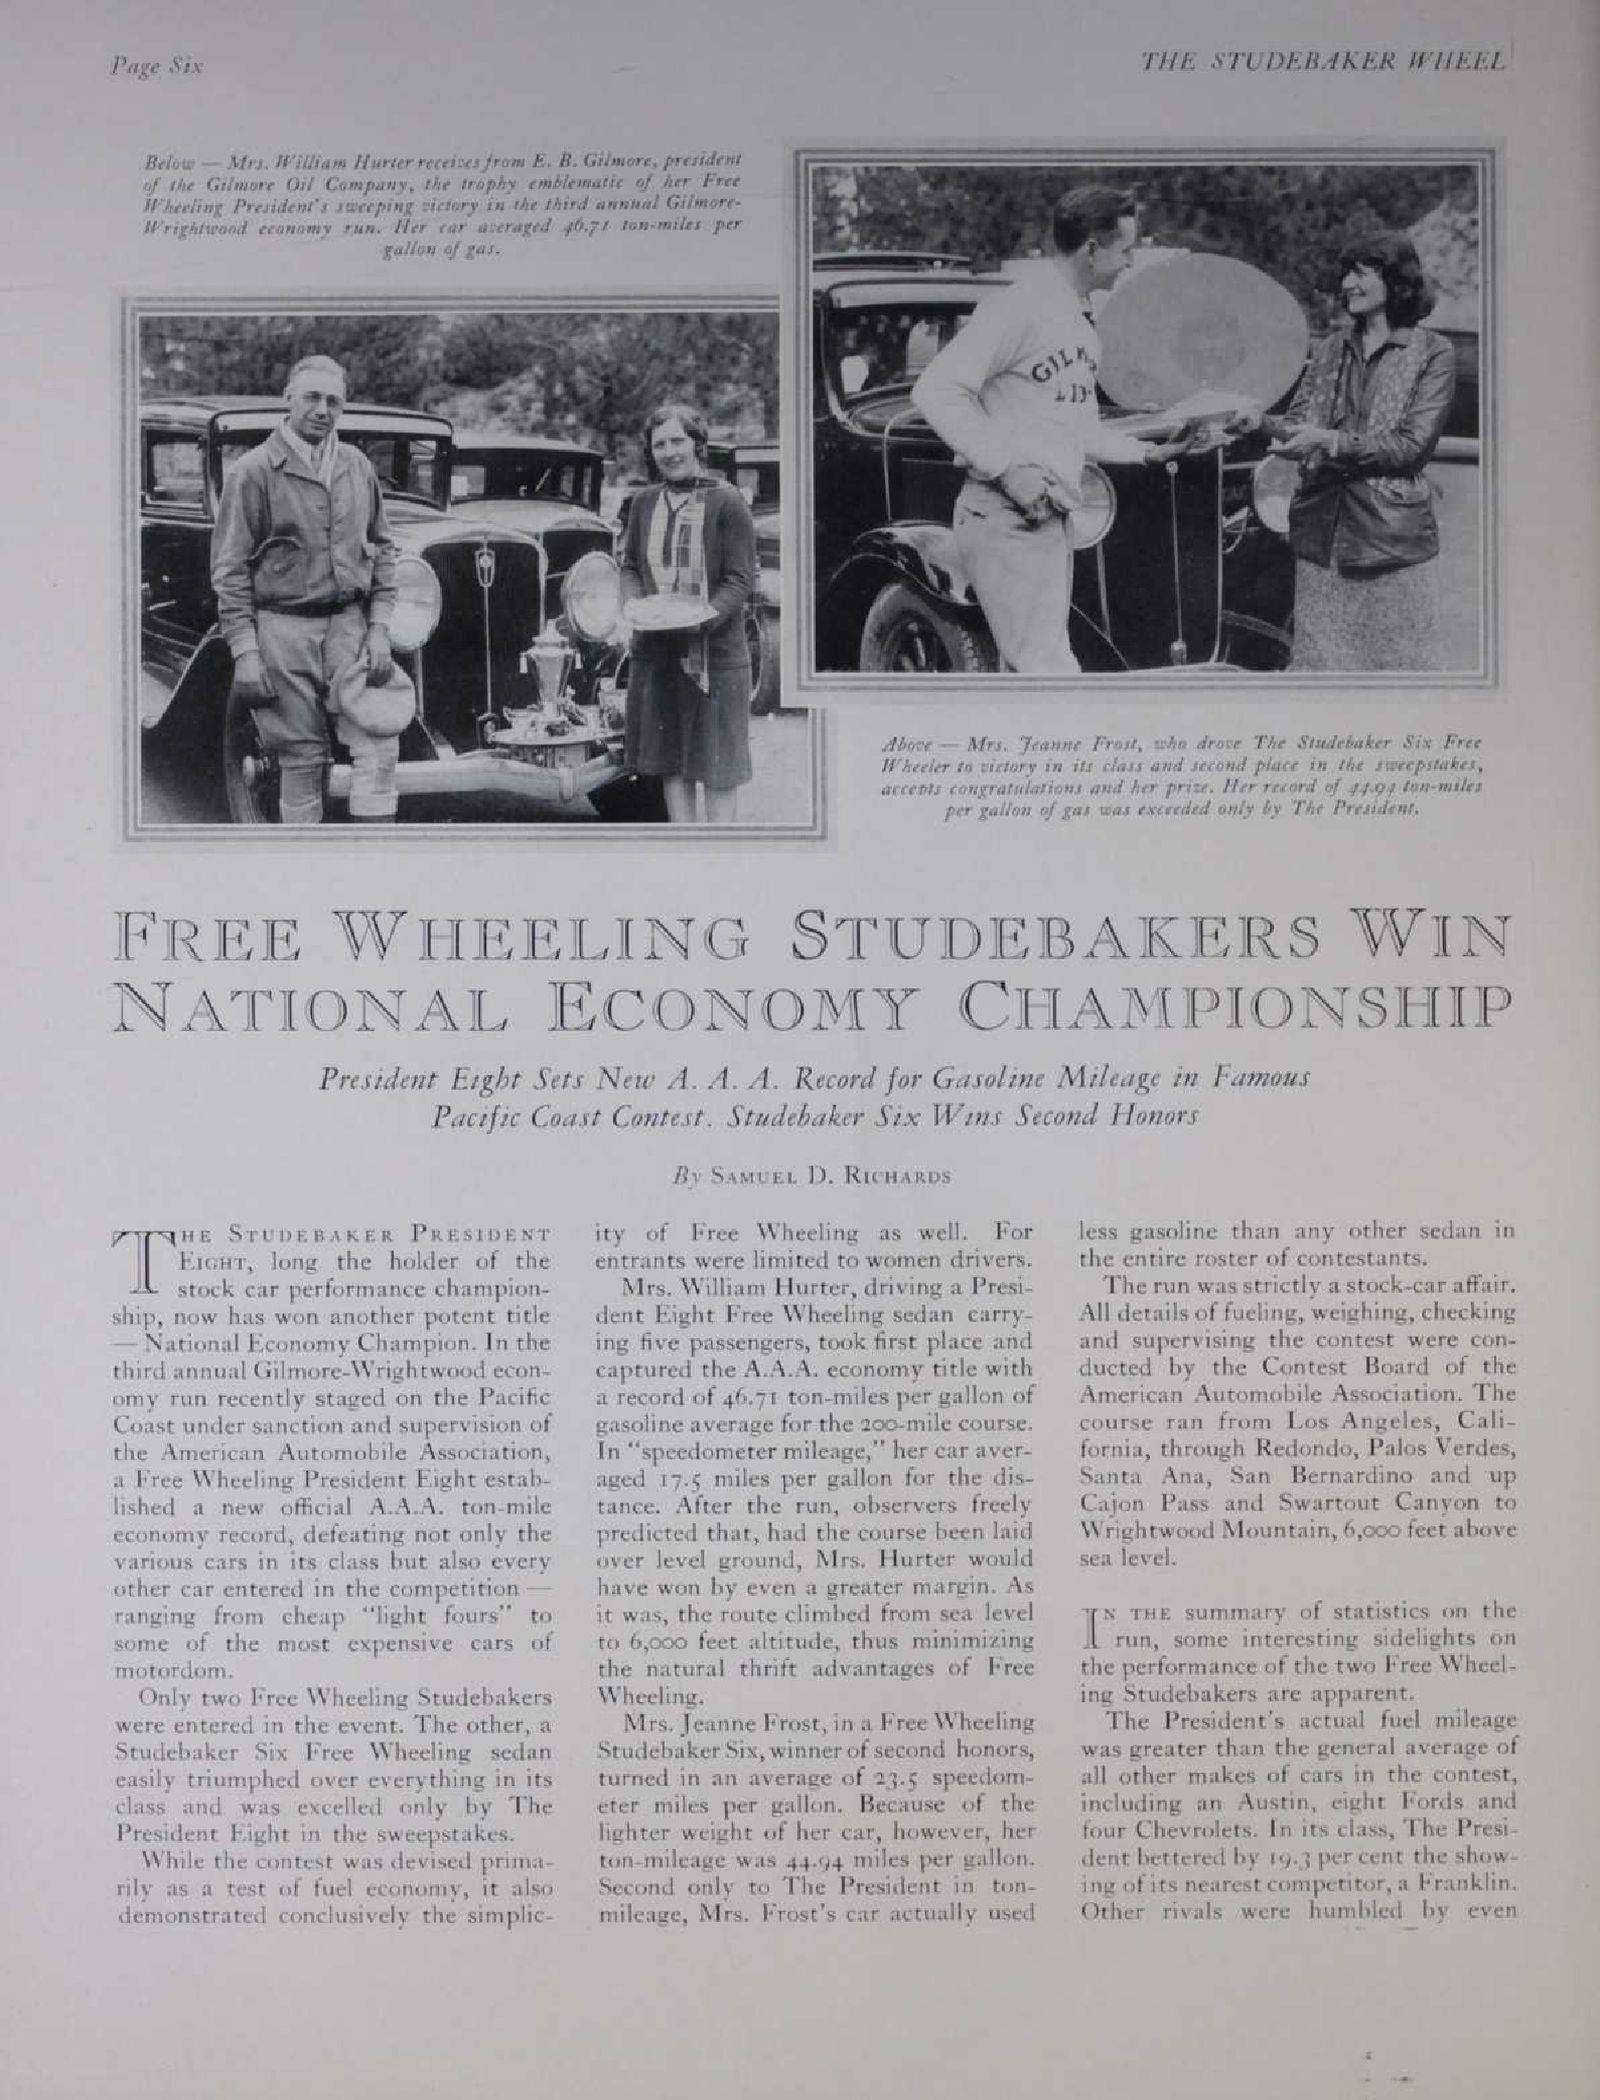 Page Six
THE STUDEBAKER WHEEL
Below — Mrs. William Hurter receives from E. B. Gilmore, president
of the Gilmore Oil Company, the trophy emblematic of her Free
Wheeling President's sweeping victory in the third annual Gilmore-
Wrightwood economy run. Her car averaged 46.71 ton-miles per
gallon of gas.
GILM
Above — Mrs. Jeanne Frost, who drove The Studebaker Six Free
Wheeler to victory in its class and second place in the sweepstakes,
accepts congratulations and her prize. Her record of 44.94 ton-miles
per gallon of gas was exceeded only by The President.
FREE WHEELING STUDEBAKERS WIN
NATIONAL ECONOMY CHAMPIONSHIP
President Eight Sets New A. A. A. Record for Gasoline Mileage in Famous
Pacific Coast Contest. Studebaker Six Wins Second Honors
By SAMUEL D. RICHARDS
THE STUDEBAKER PRESIDENT
EIGHT, long the holder of the
stock car performance champion-
ship, now has won another potent title
— National Economy Champion. In the
third annual Gilmore-Wrightwood econ-
omy run recently staged on the Pacific
Coast under sanction and supervision of
the American Automobile Association,
a Free Wheeling President Eight estab-
lished a new official A.A.A. ton-mile
economy record, defeating not only the
various cars in its class but also every
other car entered in the competition —
ranging from cheap "light fours" to
some of the most expensive cars of
motordom.
Only two Free Wheeling Studebakers
were entered in the event. The other, a
Studebaker Six Free Wheeling sedan
easily triumphed over everything in its
class and was excelled only by The
President Eight in the sweepstakes.
While the contest was devised prima-
rily as a test of fuel economy, it also
demonstrated conclusively the simplic-
ity of Free Wheeling as well. For
entrants were limited to women drivers.
Mrs. William Hurter, driving a Presi-
dent Eight Free Wheeling sedan carry-
ing five passengers, took first place and
captured the A.A.A. economy title with
a record of 46.71 ton-miles per gallon of
gasoline average for the 200-mile course.
In "speedometer mileage," her car aver-
aged 17.5 miles per gallon for the dis-
tance. After the run, observers freely
predicted that, had the course been laid
over level ground, Mrs. Hurter would
have won by even a greater margin. As
it was, the route climbed from sea level
to 6,000 feet altitude, thus minimizing
the natural thrift advantages of Free
Wheeling.
Mrs. Jeanne Frost, in a Free Wheeling
Studebaker Six, winner of second honors,
turned in an average of 23.5 speedom-
eter miles per gallon. Because of the
lighter weight of her car, however, her
ton-mileage was 44.94 miles per gallon.
Second only to The President in ton-
mileage, Mrs. Frost's car actually used
less gasoline than any other sedan in
the entire roster of contestants.
The run was strictly a stock-car affair.
All details of fueling, weighing, checking
and supervising the contest were con-
ducted by the Contest Board of the
American Automobile Association. The
course ran from Los Angeles, Cali-
fornia, through Redondo, Palos Verdes,
Santa Ana, San Bernardino and up
Cajon Pass and Swartout Canyon to
Wrightwood Mountain, 6,000 feet above
sea level.
IN THE summary of statistics on the
run, some interesting sidelights on
the performance of the two Free Wheel-
ing Studebakers are apparent.
The President's actual fuel mileage
was greater than the general average of
all other makes of cars in the contest,
including an Austin, eight Fords and
four Chevrolets. In its class, The Presi-
dent bettered by 19.3 per cent the show-
ing of its nearest competitor, a Franklin.
Other rivals were humbled by even